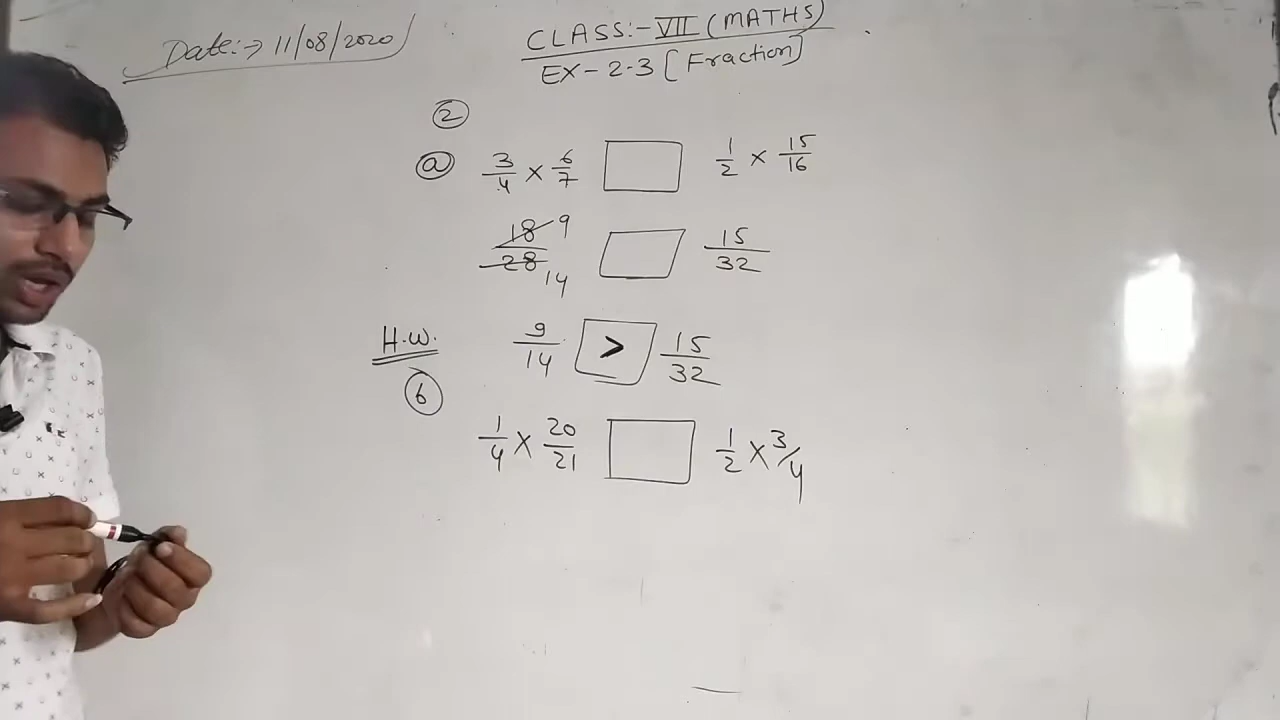 Date:→ 11/08/2020
CLASS:- VII (MATHS)
EX-2.3 [Fraction]
②
ⓐ 3/4 × 6/7 □ 1/2 × 15/16
18/28 9/14 □ 15/32
9/14 > 15/32
H.W.
⑥ 1/4 × 20/21 □ 1/2 × 3/4